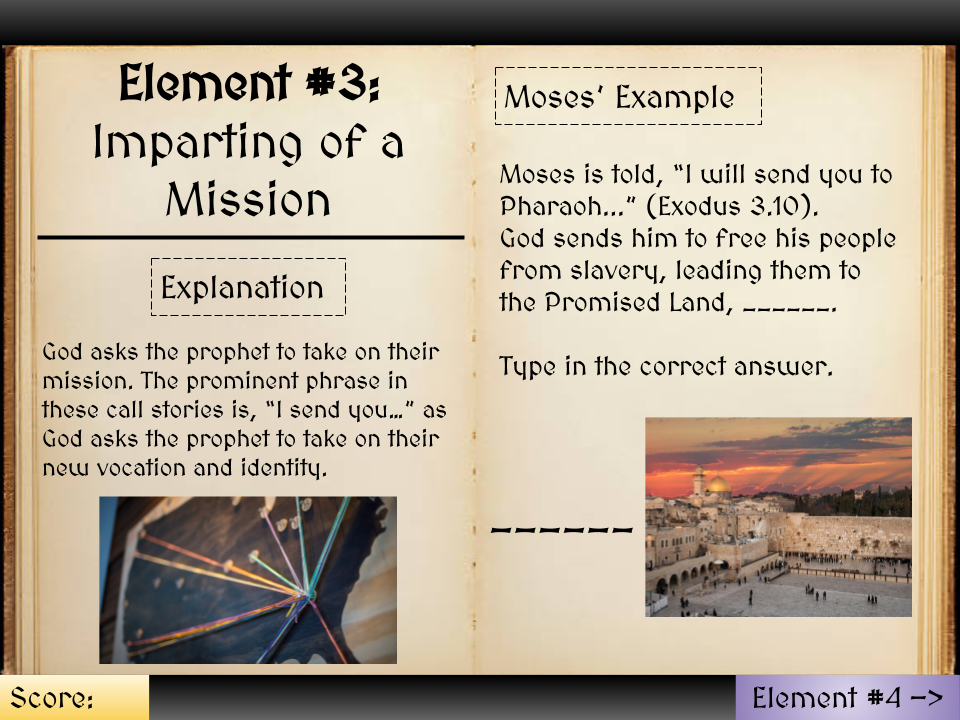 Element #3:
Imparting of a
Mission
Explanation
God asks the prophet to take on their
mission. The prominent phrase in
these call stories is, “I send you…” as
God asks the prophet to take on their
new vocation and identity.
Moses’ Example
Moses is told, “I will send you to
Pharaoh…” (Exodus 3.10).
God sends him to free his people
from slavery, leading them to
the Promised Land, ______.
Type in the correct answer.
______
Score:
Element #4 –>